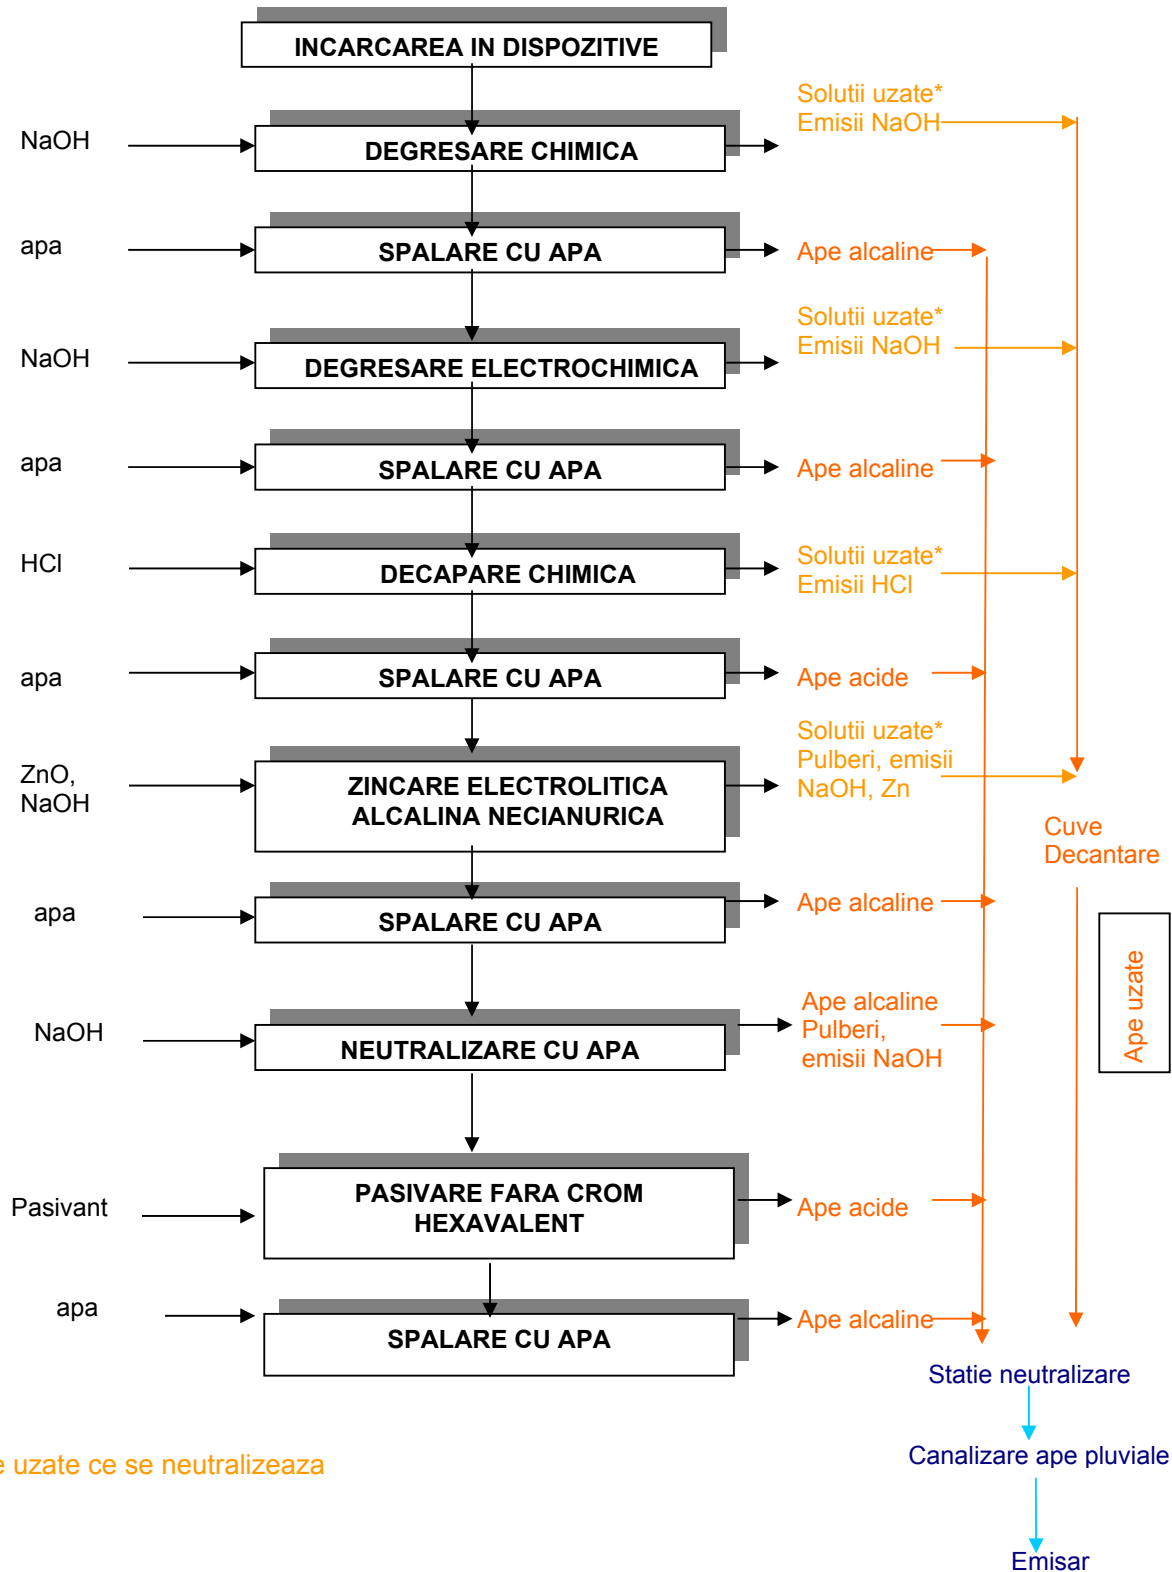 INCARCAREA IN DISPOZITIVE
Solutii uzate*
Emisii NaOH
NaOH
DEGRESARE CHIMICA
apa
SPALARE CU APA
Ape alcaline
Solutii uzate*
Emisii NaOH
NaOH
DEGRESARE ELECTROCHIMICA
apa
SPALARE CU APA
Ape alcaline
HCl
DECAPARE CHIMICA
Solutii uzate*
Emisii HCl
apa
SPALARE CU APA
Ape acide
ZnO,
NaOH
ZINCARE ELECTROLITICA
ALCALINA NECIANURICA
Solutii uzate*
Pulberi, emisii
NaOH, Zn
Cuve
Decantare
apa
SPALARE CU APA
Ape alcaline
Ape uzate
NaOH
NEUTRALIZARE CU APA
Ape alcaline
Pulberi,
emisii NaOH
Pasivant
PASIVARE FARA CROM
HEXAVALENT
Ape acide
apa
SPALARE CU APA
Ape alcaline
Statie neutralizare
Canalizare ape pluviale
Emisar
uzate ce se neutralizeaza